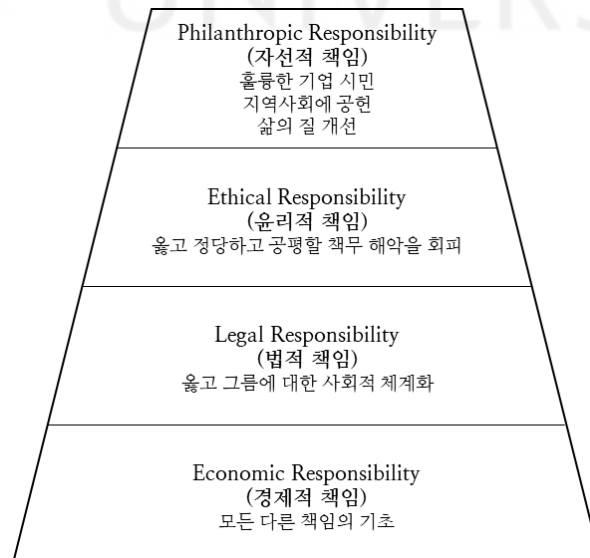 Philanthropic Responsibility
(자선적 책임)
훌륭한 기업 시민
지역사회에 공헌
삶의 질 개선
Ethical Responsibility
(윤리적 책임)
옳고 정당하고 공평할 책무 해악을 회피
Legal Responsibility
(법적 책임)
옳고 그름에 대한 사회적 체계화
Economic Responsibility
(경제적 책임)
모든 다른 책임의 기초